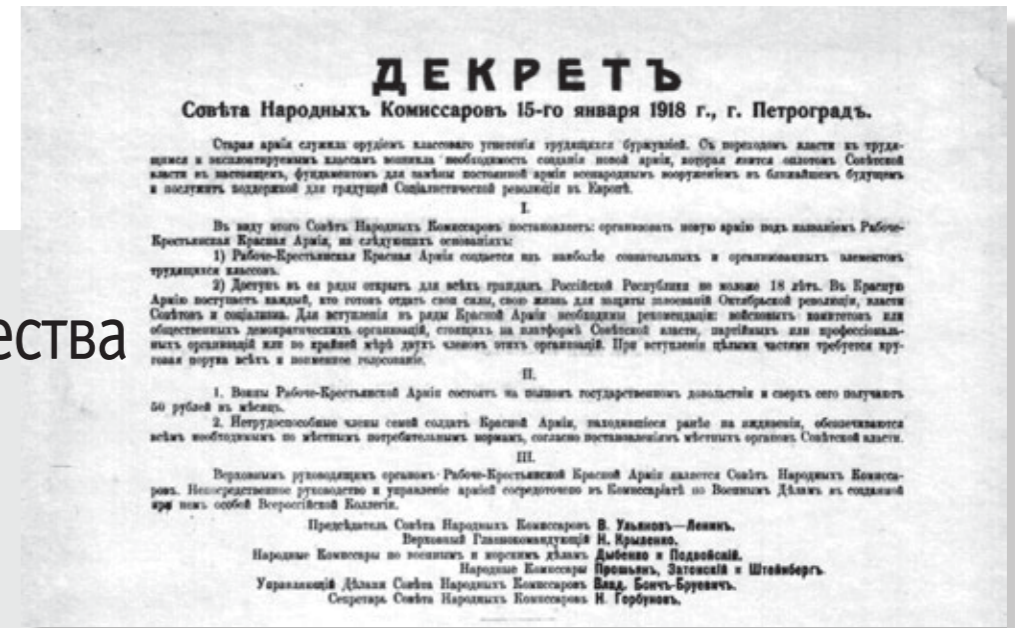 ДЕКРЕТЪ
Совѣта Народныхъ Комиссаровъ 15-го января 1918 г., г. Петроградъ.
Старая армія служила орудіемъ классоваго угнетенія трудящихся буржуазіей. Съ переходомъ власти къ трудя-
щимся и эксплоатируемымъ классамъ возникла необходимость созданія новой арміи, которая явится оплотомъ Совѣтской
власти въ настоящемъ, фундаментомъ для замѣны постоянной арміи всенароднымъ вооруженіемъ въ ближайшемъ будущемъ
и послужитъ поддержкой для грядущей Соціалистической революціи въ Европѣ.
I.
Въ виду этого Совѣтъ Народныхъ Комиссаровъ постановляетъ: организовать новую армію подъ названіемъ Рабоче-
Крестьянская Красная Армія, на слѣдующихъ основаніяхъ:
1) Рабоче-Крестьянская Красная Армія создается изъ наиболѣе сознательныхъ и организованныхъ элементовъ
трудящихся классовъ.
2) Доступъ въ ея ряды открытъ для всѣхъ гражданъ Россійской Республики не моложе 18 лѣтъ. Въ Красную
Армію поступаетъ каждый, кто готовъ отдать свои силы, свою жизнь для защиты завоеваній Октябрьской революціи, власти
Совѣтовъ и соціализма. Для вступленія въ ряды Красной Арміи необходимы рекомендаціи: войсковыхъ комитетовъ или
общественныхъ демократическихъ организацій, стоящихъ на платформѣ Совѣтской власти, партійныхъ или профессіональ-
ныхъ организацій или по крайней мѣрѣ двухъ членовъ этихъ организацій. При вступленіи цѣлыми частями требуется кру-
говая порука всѣхъ и поименное голосованіе.
II.
1. Воины Рабоче-Крестьянской Арміи состоятъ на полномъ государственномъ довольствіи и сверхъ сего получаютъ
50 рублей въ мѣсяцъ.
2. Нетрудоспособные члены семей солдатъ Красной Арміи, находившіеся ранѣе на иждивеніи, обезпечиваются
всѣмъ необходимымъ по мѣстнымъ потребительнымъ нормамъ, согласно постановленіямъ мѣстныхъ органовъ Совѣтской власти.
III.
Верховнымъ руководящимъ органомъ Рабоче-Крестьянской Красной Арміи является Совѣтъ Народныхъ Комисса-
ровъ. Непосредственное руководство и управленіе арміей сосредоточено въ Комиссаріатѣ по Военнымъ Дѣламъ въ созданной
при немъ особой Всероссійской Коллегіи.
Предсѣдатель Совѣта Народныхъ Комиссаровъ В. Ульяновъ—Ленинъ.
Верховный Главнокомандующій Н. Крыленко.
Народные Комиссары по военнымъ и морскимъ дѣламъ Дыбенко и Подвойскій.
Народные Комиссары Прошьянъ, Затонскій и Штейнбергъ.
Управляющій Дѣлами Совѣта Народныхъ Комиссаровъ Влад. Бончъ-Бруевичъ.
Секретарь Совѣта Народныхъ Комиссаровъ Н. Горбуновъ.
ества